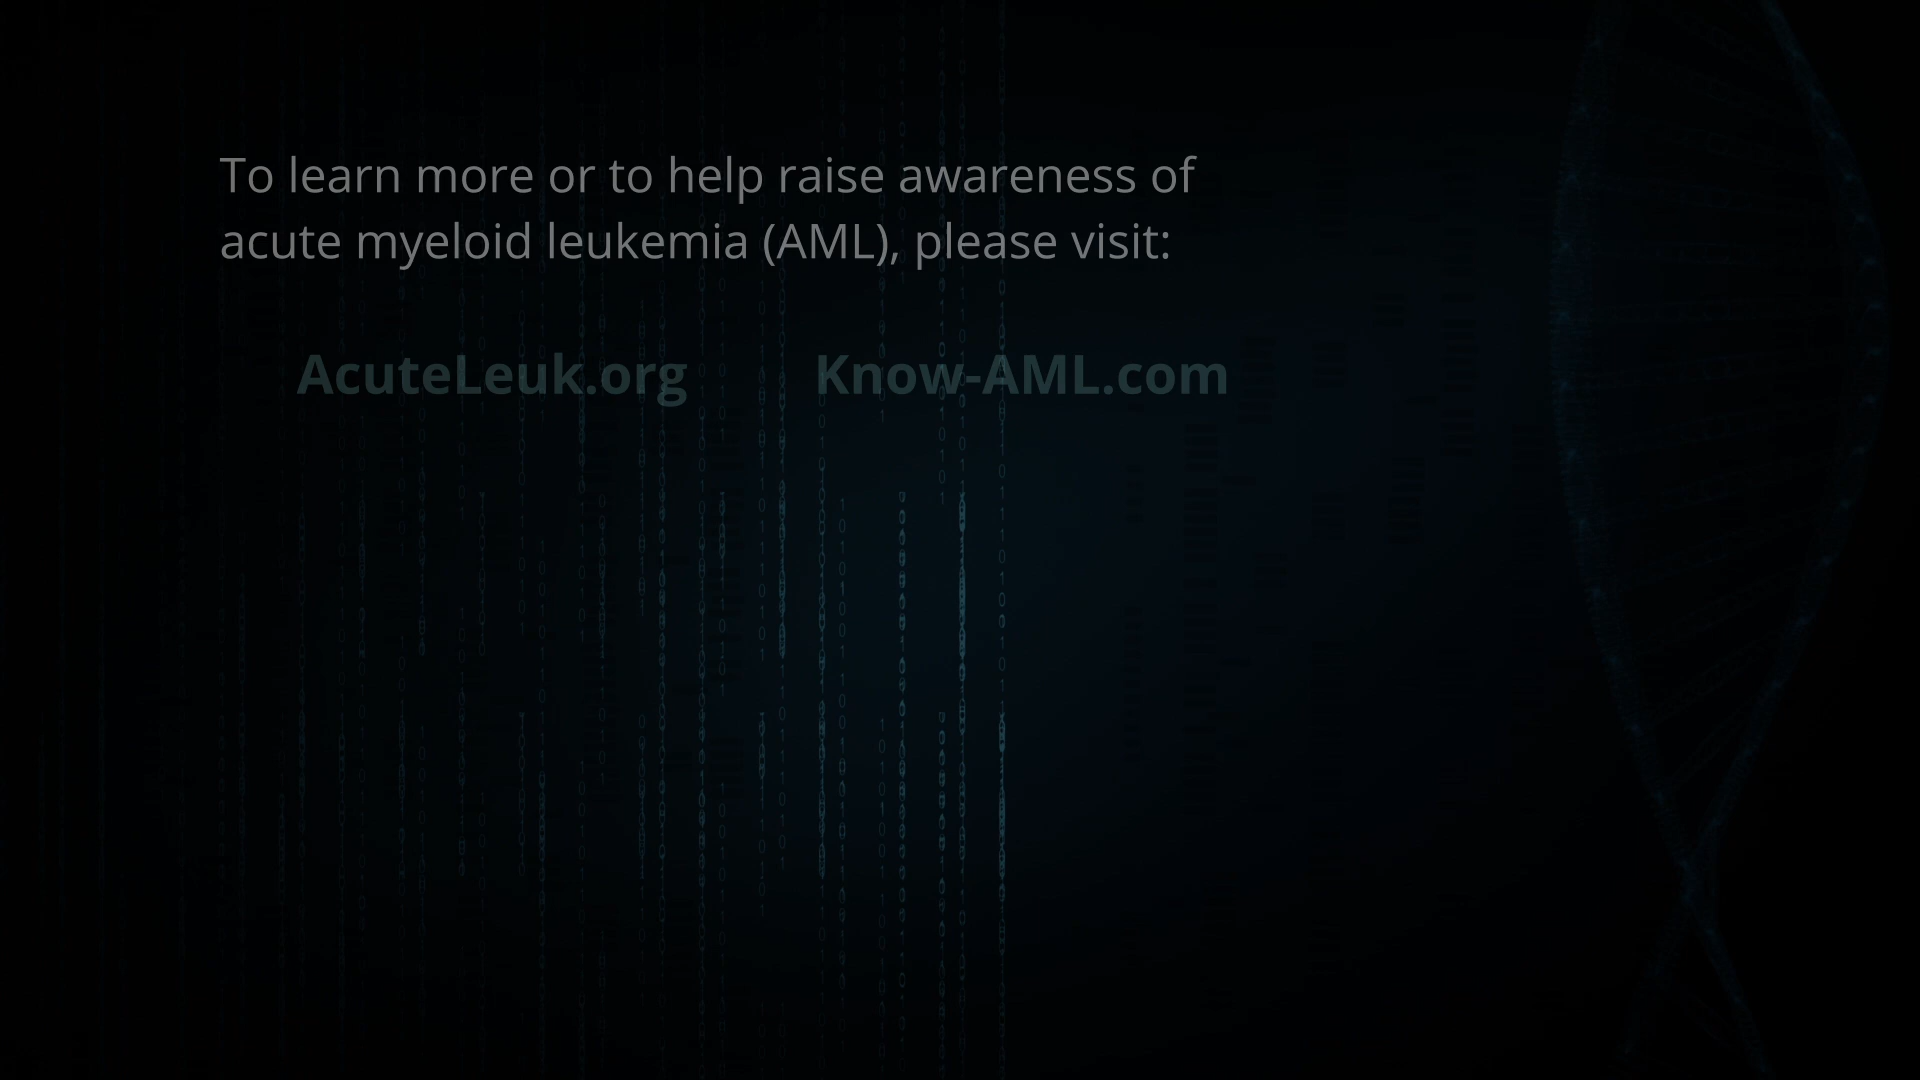 To learn more or to help raise awareness of
acute myeloid leukemia (AML), please visit:
AcuteLeuk.org Know-AML.com